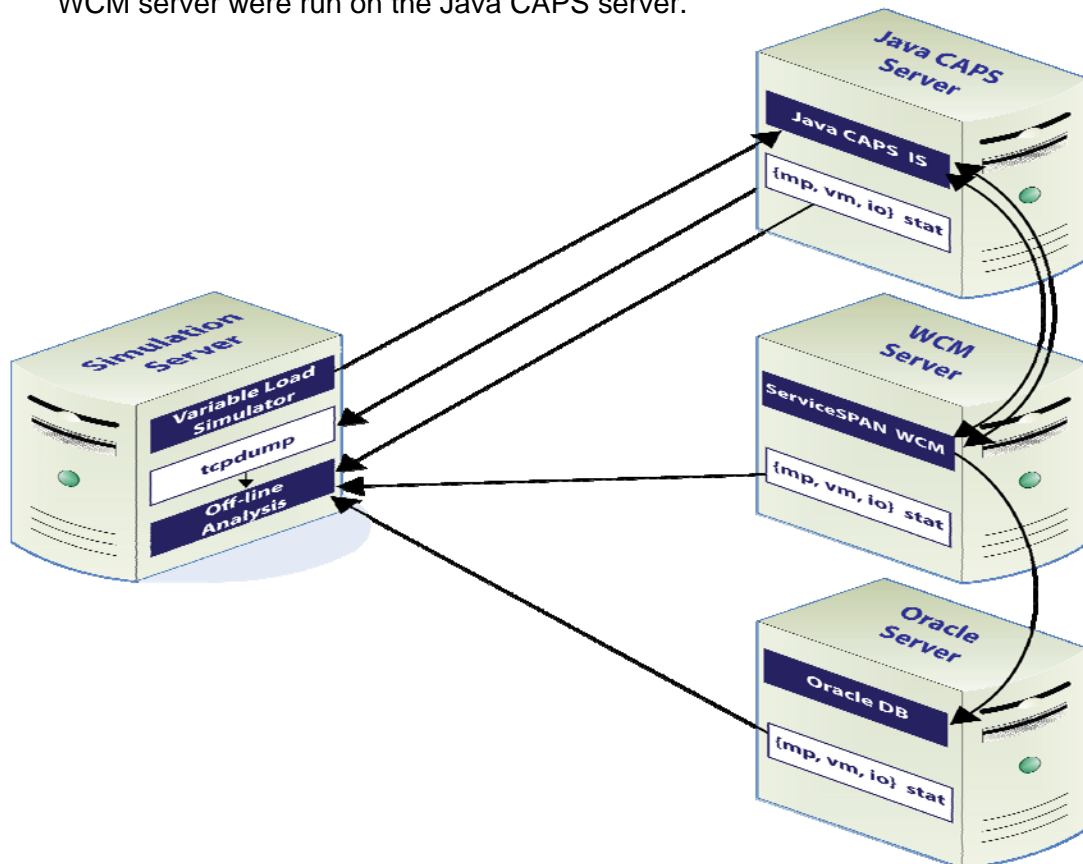 WCM server were run on the Java CAPS server.
Java CAPS
Server
Java CAPS IS
{mp, vm, io} stat
Simulation
Server
Variable Load
Simulator
tcpdump
Off-line
Analysis
WCM
Server
ServiceSPAN WCM
{mp, vm, io} stat
Oracle
Server
Oracle DB
{mp, vm, io} stat